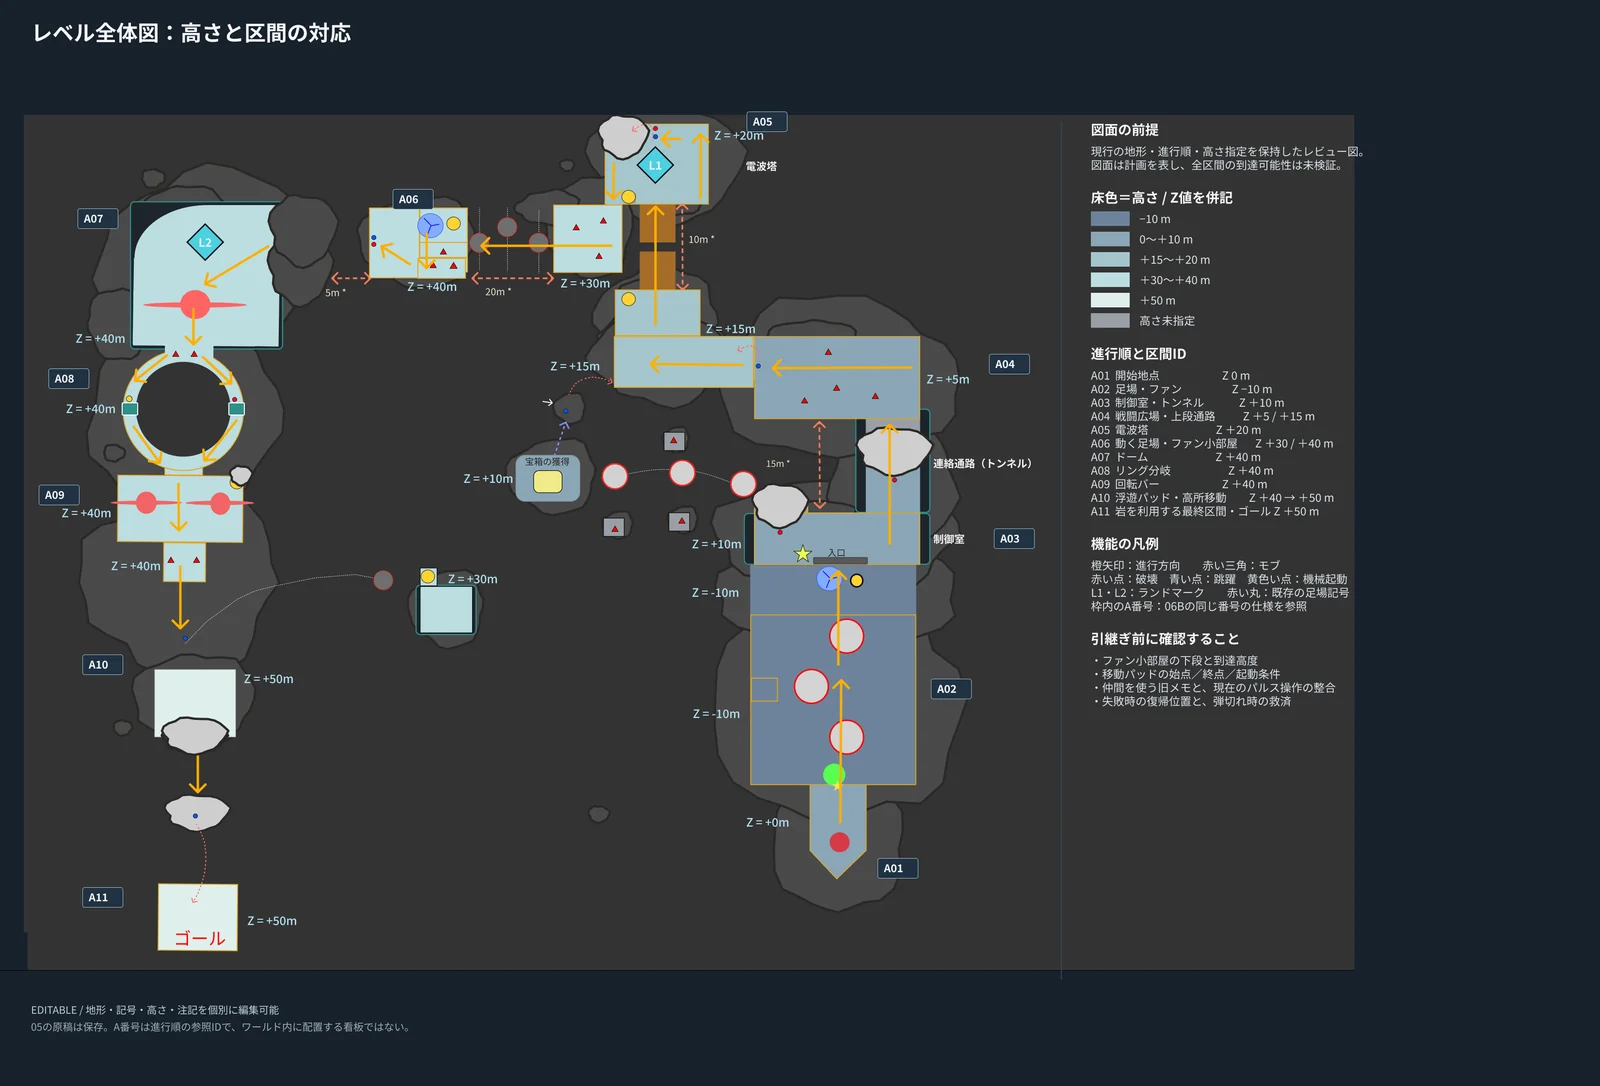 レベル全体図：高さと区間の対応
A05
Z = +20m
電波塔
L1
A06
A07
L2
10m *
5m *
Z = +40m
20m *
Z = +30m
Z = +15m
Z = +40m
A08
Z = +15m
A04
Z = +5m
Z = +40m
宝箱の獲得
Z = +10m
15m *
連絡通路（トンネル）
A09
Z = +40m
Z = +10m
入口
制御室
A03
Z = +40m
Z = +30m
Z = -10m
A10
Z = +50m
A02
Z = -10m
Z = +0m
A01
A11
Z = +50m
ゴール
図面の前提
現行の地形・進行順・高さ指定を保持したレビュー図。
図面は計画を表し、全区間の到達可能性は未検証。
床色＝高さ / Z値を併記
−10 m
0〜＋10 m
＋15〜＋20 m
＋30〜＋40 m
＋50 m
高さ未指定
進行順と区間ID
A01 開始地点 Z 0 m
A02 足場・ファン Z −10 m
A03 制御室・トンネル Z ＋10 m
A04 戦闘広場・上段通路 Z ＋5 / ＋15 m
A05 電波塔 Z ＋20 m
A06 動く足場・ファン小部屋 Z ＋30 / ＋40 m
A07 ドーム Z ＋40 m
A08 リング分岐 Z ＋40 m
A09 回転バー Z ＋40 m
A10 浮遊パッド・高所移動 Z ＋40 → ＋50 m
A11 岩を利用する最終区間・ゴール Z ＋50 m
機能の凡例
橙矢印：進行方向 赤い三角：モブ
赤い点：破壊 青い点：跳躍 黄色い点：機械起動
L1・L2：ランドマーク 赤い丸：既存の足場記号
枠内のA番号：06Bの同じ番号の仕様を参照
引継ぎ前に確認すること
・ファン小部屋の下段と到達高度
・移動パッドの始点／終点／起動条件
・仲間を使う旧メモと、現在のパルス操作の整合
・失敗時の復帰位置と、弾切れ時の救済
EDITABLE / 地形・記号・高さ・注記を個別に編集可能
05の原稿は保存。A番号は進行順の参照IDで、ワールド内に配置する看板ではない。